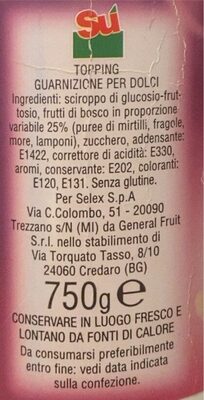 Sú
TOPPING
GUARNIZIONE PER DOLCI
Ingredienti: sciroppo di glucosio-frut-
tosio, frutti di bosco in proporzione
variabile 25% (puree di mirtilli, fragole,
more, lamponi), zucchero, addensante:
E1422, correttore di acidità: E330,
aromi, conservante: E202, coloranti:
E120, E131. Senza glutine.
Per Selex S.p.A
Via C.Colombo, 51 - 20090
Trezzano s/N (MI) da General Fruit
S.r.l. nello stabilimento di
Via Torquato Tasso, 8/10
24060 Credaro (BG)
750g e
CONSERVARE IN LUOGO FRESCO E
LONTANO DA FONTI DI CALORE
Da consumarsi preferibilmente
entro fine: vedi data indicata
sulla confezione.